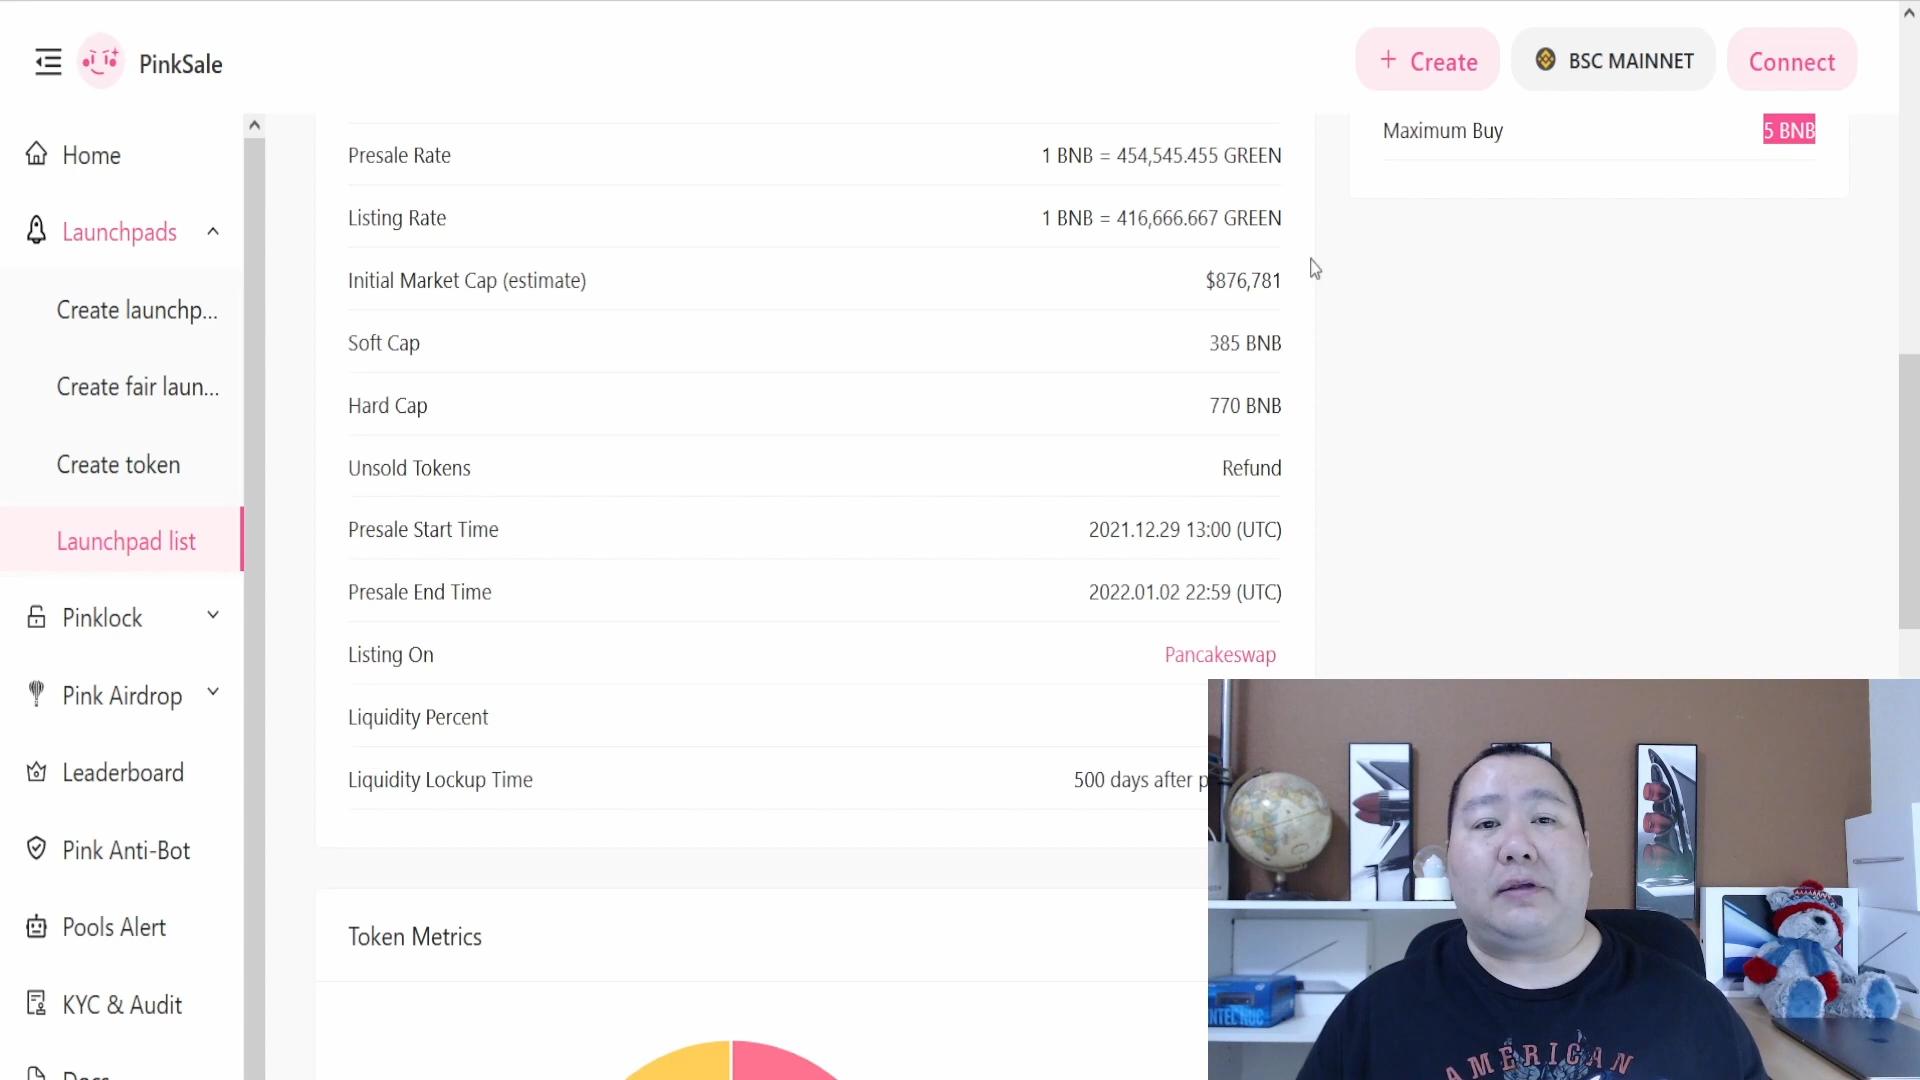 PinkSale
+ Create
BSC MAINNET
Connect
Home
Launchpads
Create launchp...
Create fair laun...
Create token
Launchpad list
Pinklock
Pink Airdrop
Leaderboard
Pink Anti-Bot
Pools Alert
KYC & Audit
Presale Rate 1 BNB = 454,545.455 GREEN
Listing Rate 1 BNB = 416,666.667 GREEN
Initial Market Cap (estimate) $876,781
Soft Cap 385 BNB
Hard Cap 770 BNB
Unsold Tokens Refund
Presale Start Time 2021.12.29 13:00 (UTC)
Presale End Time 2022.01.02 22:59 (UTC)
Listing On Pancakeswap
Liquidity Percent
Liquidity Lockup Time 500 days after p
Token Metrics
Maximum Buy 5 BNB
AMERICAN